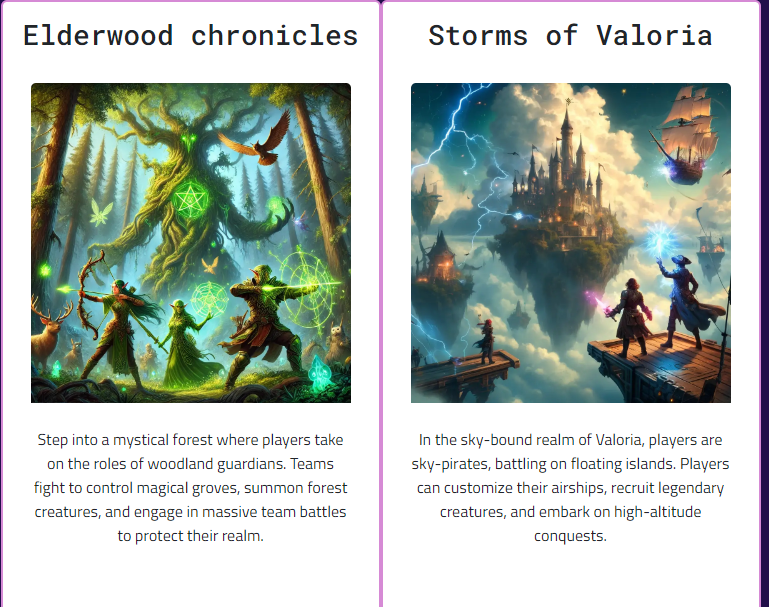 Elderwood chronicles
Step into a mystical forest where players take
on the roles of woodland guardians. Teams
fight to control magical groves, summon forest
creatures, and engage in massive team battles
to protect their realm.
Storms of Valoria
In the sky-bound realm of Valoria, players are
sky-pirates, battling on floating islands. Players
can customize their airships, recruit legendary
creatures, and embark on high-altitude
conquests.